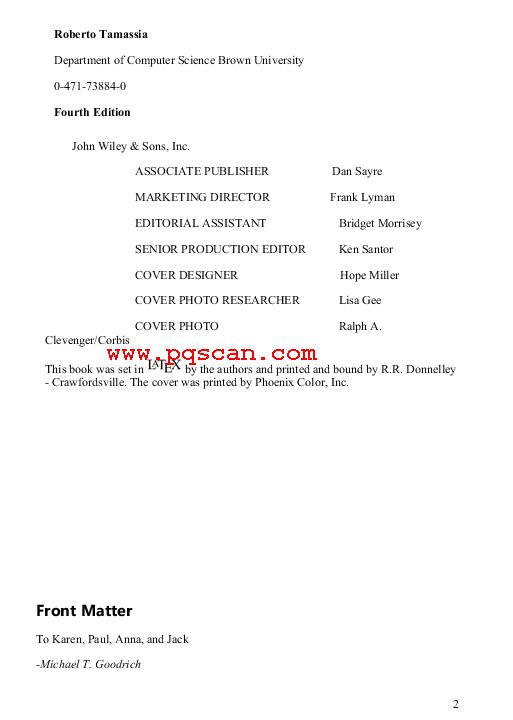 Roberto Tamassia
Department of Computer Science Brown University
0-471-73884-0
Fourth Edition
John Wiley & Sons, Inc.
ASSOCIATE PUBLISHER Dan Sayre
MARKETING DIRECTOR Frank Lyman
EDITORIAL ASSISTANT Bridget Morrisey
SENIOR PRODUCTION EDITOR Ken Santor
COVER DESIGNER Hope Miller
COVER PHOTO RESEARCHER Lisa Gee
COVER PHOTO Ralph A.
Clevenger/Corbis
www.pqscan.com
This book was set in LATEX by the authors and printed and bound by R.R. Donnelley
- Crawfordsville. The cover was printed by Phoenix Color, Inc.
Front Matter
To Karen, Paul, Anna, and Jack
-Michael T. Goodrich
2